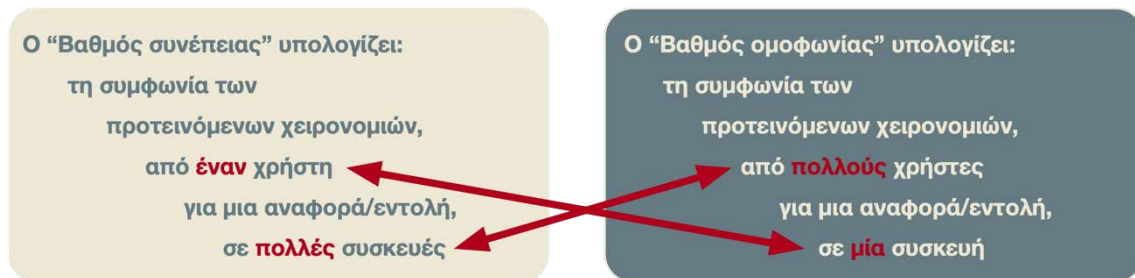 Ο “Βαθμός συνέπειας” υπολογίζει:
τη συμφωνία των
προτεινόμενων χειρονομιών,
από έναν χρήστη
για μια αναφορά/εντολή,
σε πολλές συσκευές
Ο “Βαθμός ομοφωνίας” υπολογίζει:
τη συμφωνία των
προτεινόμενων χειρονομιών,
από πολλούς χρήστες
για μια αναφορά/εντολή,
σε μία συσκευή